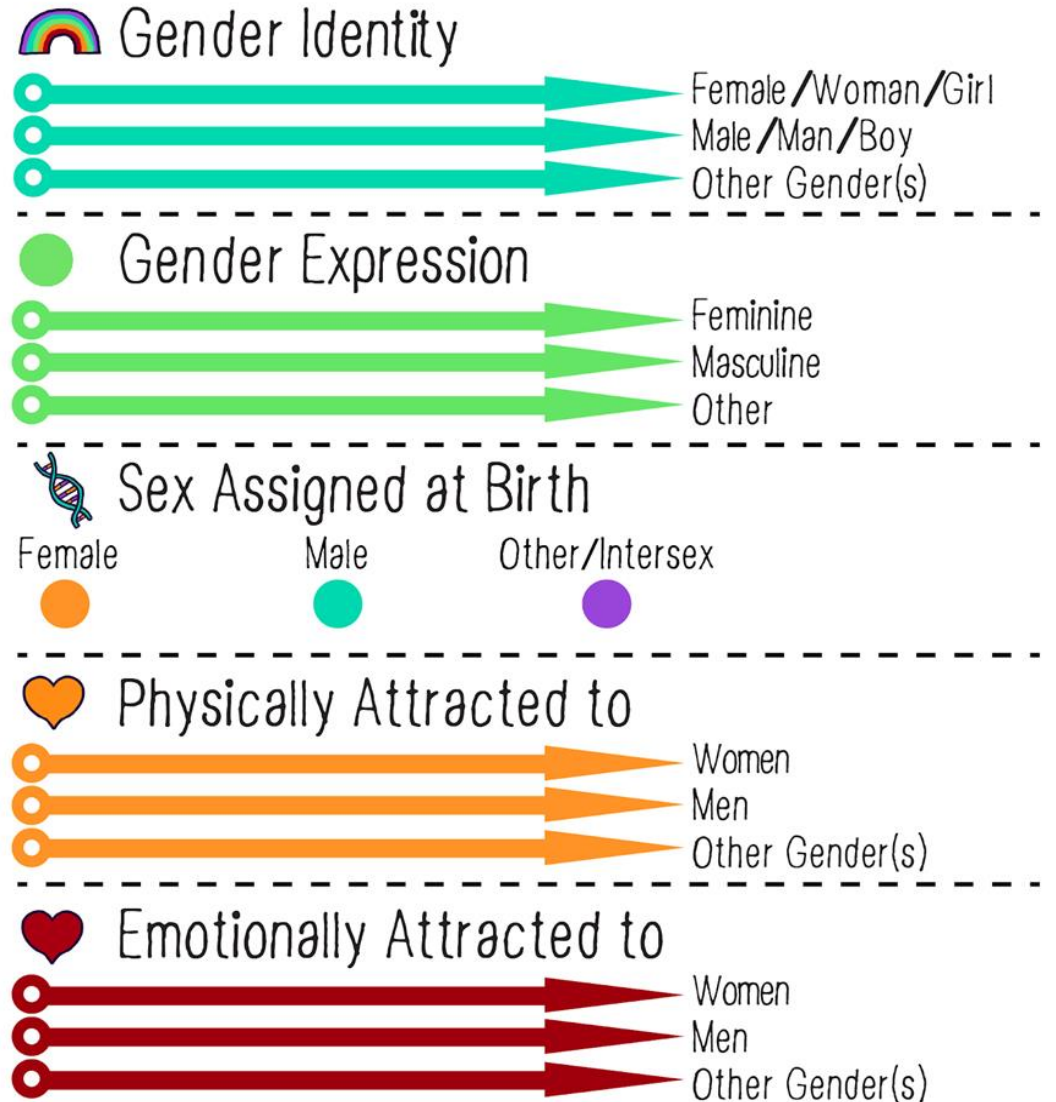 Gender Identity
Female/Woman/Girl
Male/Man/Boy
Other Gender(s)
Gender Expression
Feminine
Masculine
Other
Sex Assigned at Birth
Female Male Other/Intersex
Physically Attracted to
Women
Men
Other Gender(s)
Emotionally Attracted to
Women
Men
Other Gender(s)